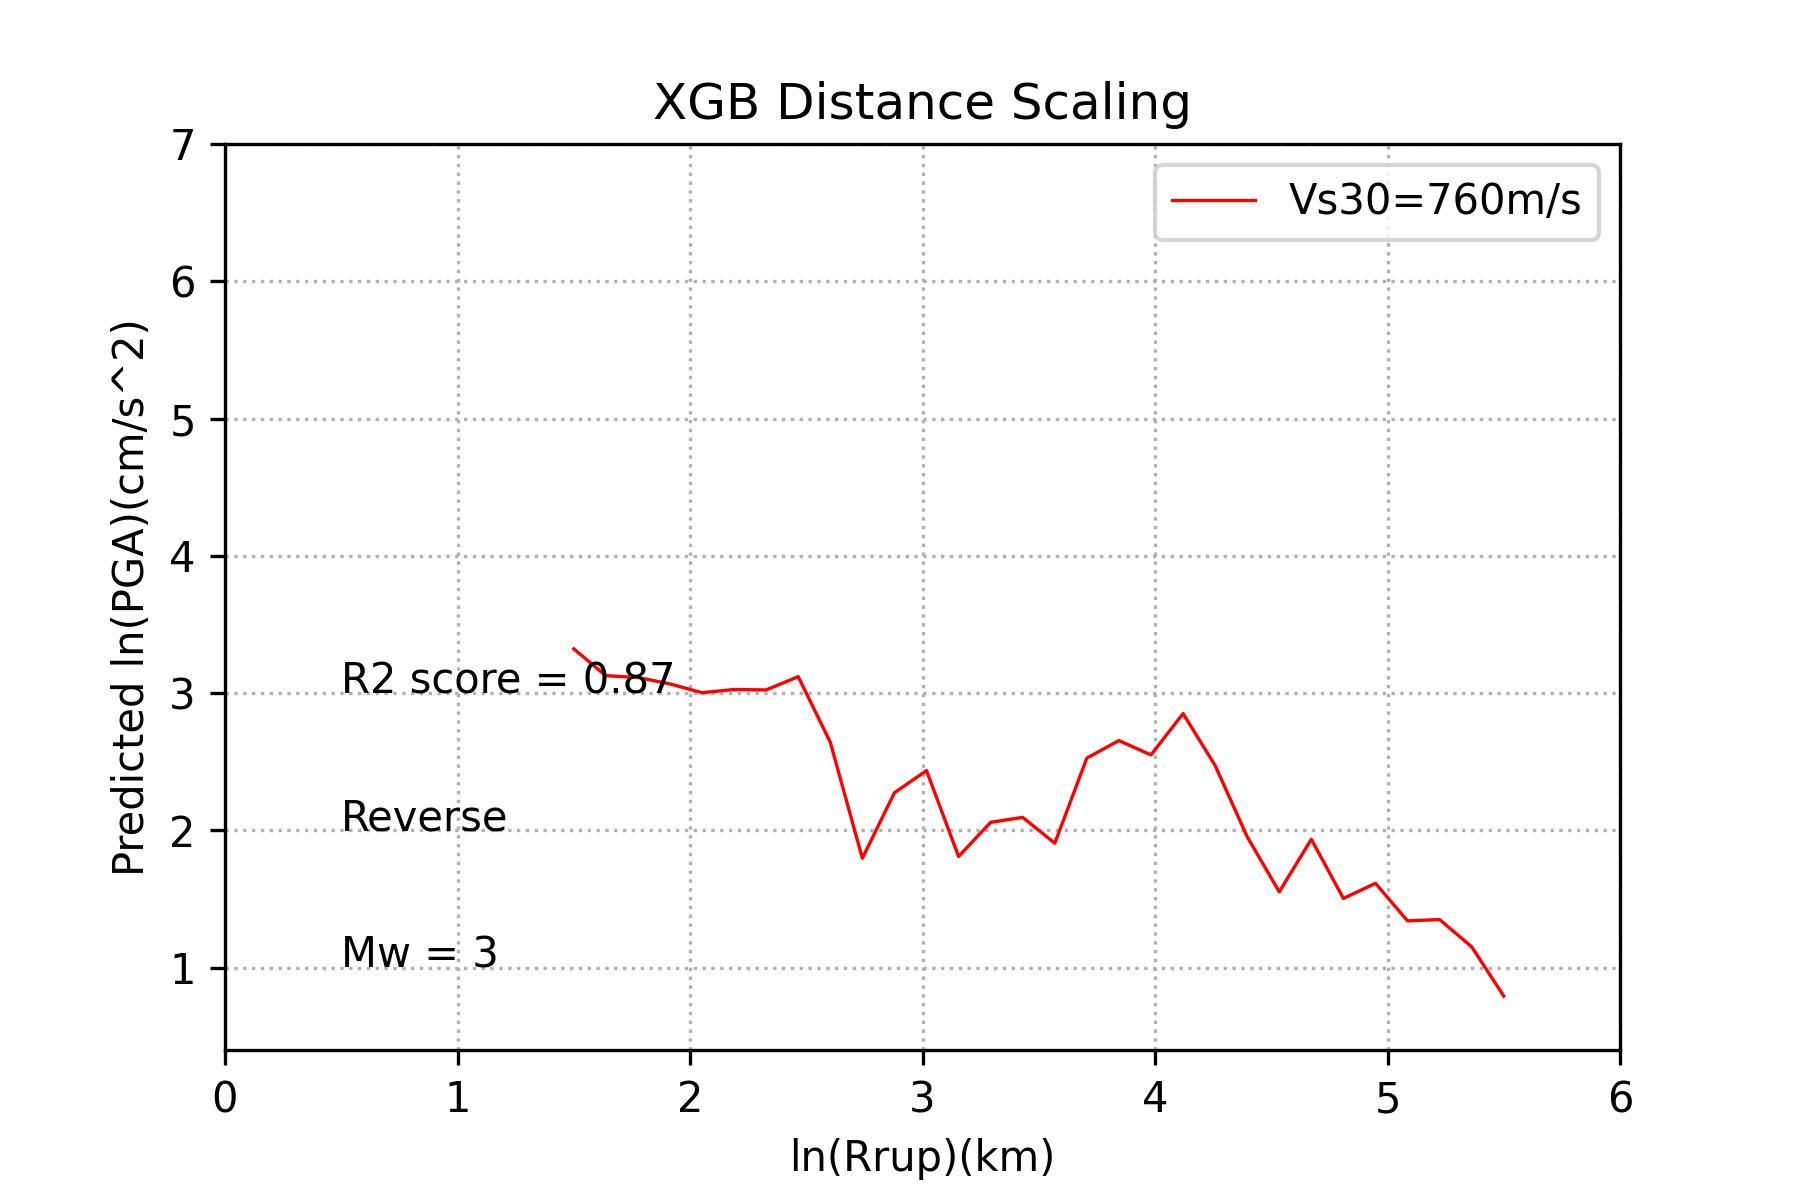 XGB Distance Scaling
7
6
5
4
3
2
1
Predicted ln(PGA)(cm/s^2)
Vs30=760m/s
R2 score = 0.87
Reverse
Mw = 3
0 1 2 3 4 5 6
ln(Rrup)(km)